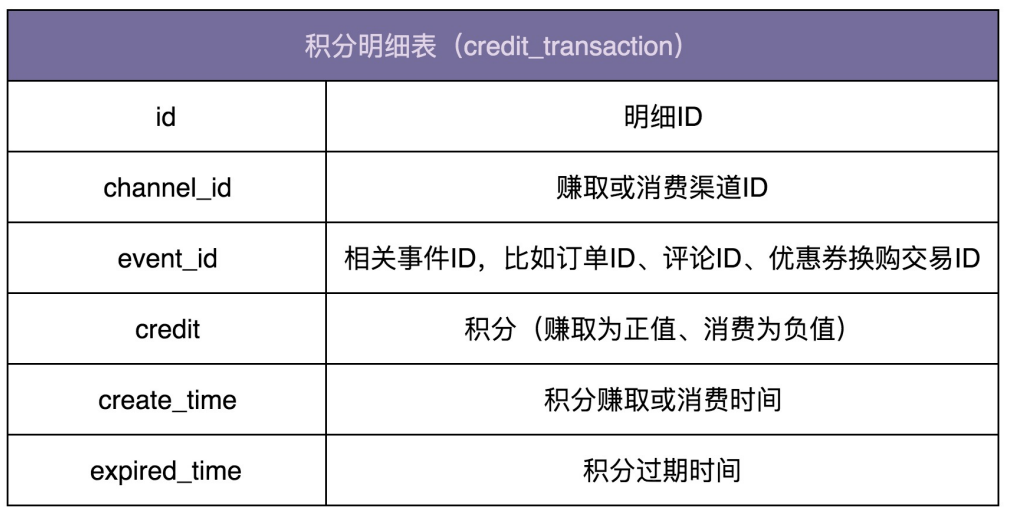 积分明细表（credit_transaction）
id 明细ID
channel_id 赚取或消费渠道ID
event_id 相关事件ID，比如订单ID、评论ID、优惠券换购交易ID
credit 积分（赚取为正值、消费为负值）
create_time 积分赚取或消费时间
expired_time 积分过期时间